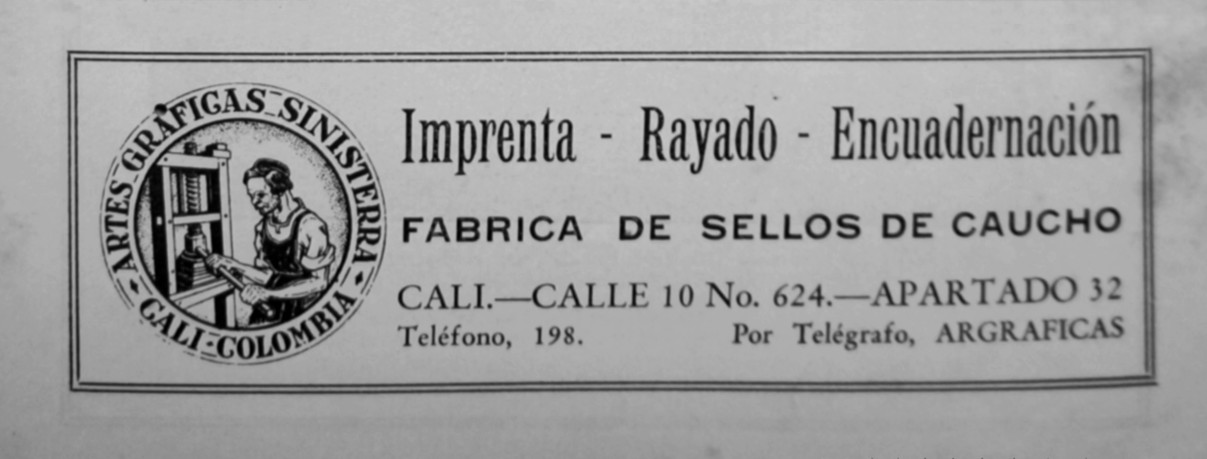 ARTES GRÁFICAS SINISTERRA
CALI-COLOMBIA
Imprenta - Rayado - Encuadernación
FABRICA DE SELLOS DE CAUCHO
CALI.—CALLE 10 No. 624.—APARTADO 32
Teléfono, 198. Por Telégrafo, ARGRAFICAS